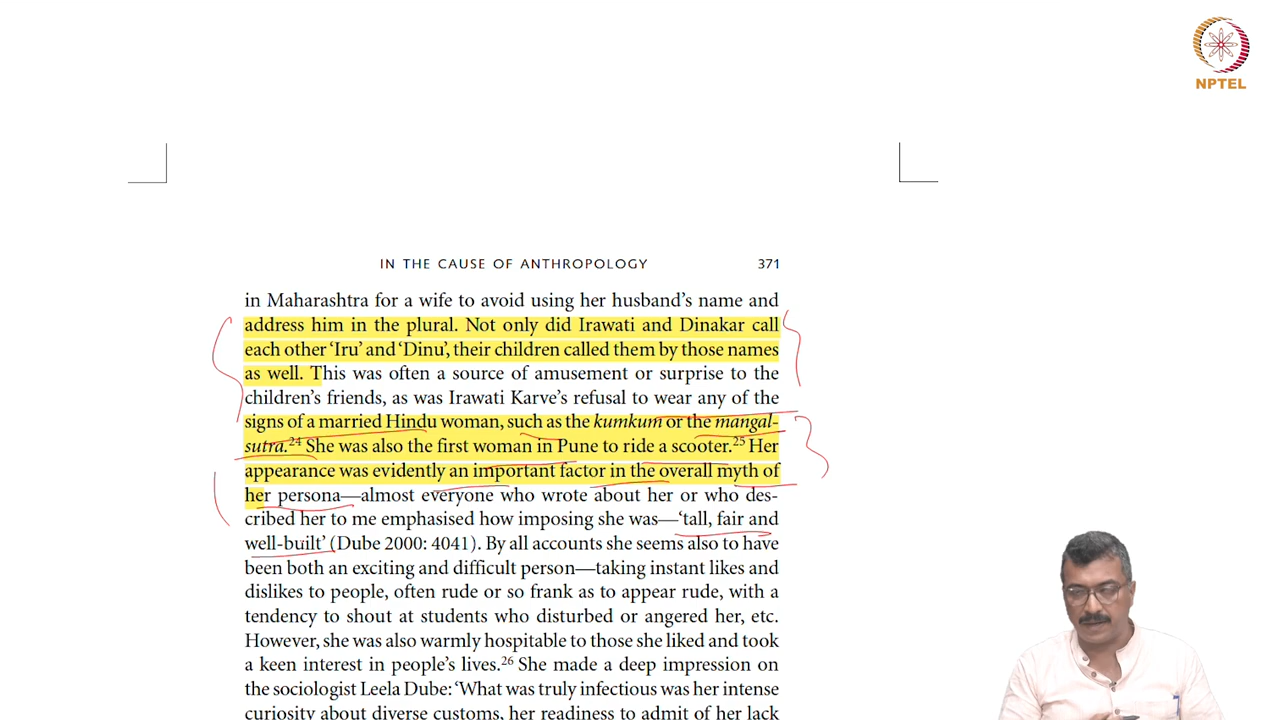 NPTEL
IN THE CAUSE OF ANTHROPOLOGY 371
in Maharashtra for a wife to avoid using her husband's name and
address him in the plural. Not only did Irawati and Dinakar call
each other 'Iru' and 'Dinu', their children called them by those names
as well. This was often a source of amusement or surprise to the
children's friends, as was Irawati Karve's refusal to wear any of the
signs of a married Hindu woman, such as the kumkum or the mangal-
sutra.24 She was also the first woman in Pune to ride a scooter.25 Her
appearance was evidently an important factor in the overall myth of
her persona—almost everyone who wrote about her or who des-
cribed her to me emphasised how imposing she was—'tall, fair and
well-built' (Dube 2000: 4041). By all accounts she seems also to have
been both an exciting and difficult person—taking instant likes and
dislikes to people, often rude or so frank as to appear rude, with a
tendency to shout at students who disturbed or angered her, etc.
However, she was also warmly hospitable to those she liked and took
a keen interest in people's lives.26 She made a deep impression on
the sociologist Leela Dube: 'What was truly infectious was her intense
curiosity about diverse customs, her readiness to admit of her lack